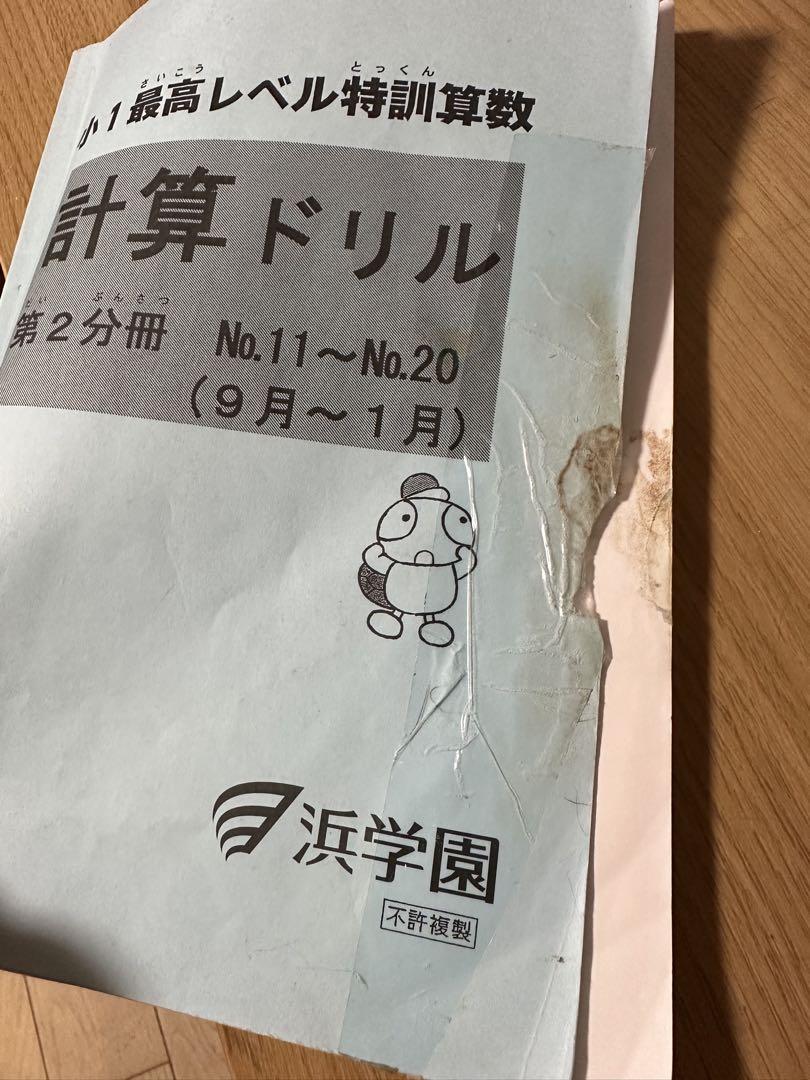 さいこう とっくん
小1最高レベル特訓算数
計算ドリル
だい ぶんさつ
第2分冊 No.11～No.20
(9月～1月)
浜学園
不許複製